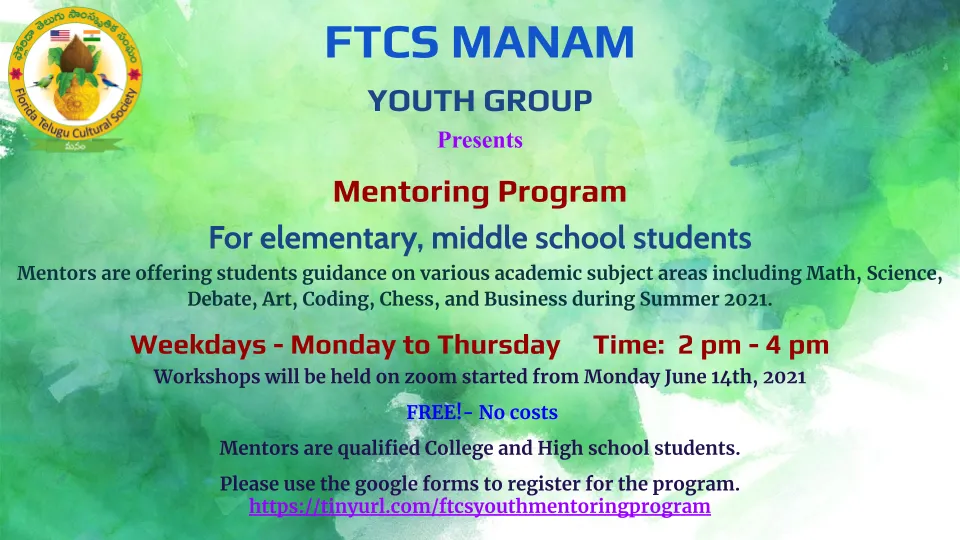 ఫ్లోరిడా తెలుగు సాంస్కృతిక సంఘం
Florida Telugu Cultural Society
మనం
FTCS MANAM
YOUTH GROUP
Presents
Mentoring Program
For elementary, middle school students
Mentors are offering students guidance on various academic subject areas including Math, Science,
Debate, Art, Coding, Chess, and Business during Summer 2021.
Weekdays - Monday to Thursday Time: 2 pm - 4 pm
Workshops will be held on zoom started from Monday June 14th, 2021
FREE!- No costs
Mentors are qualified College and High school students.
Please use the google forms to register for the program.
https://tinyurl.com/ftcsyouthmentoringprogram